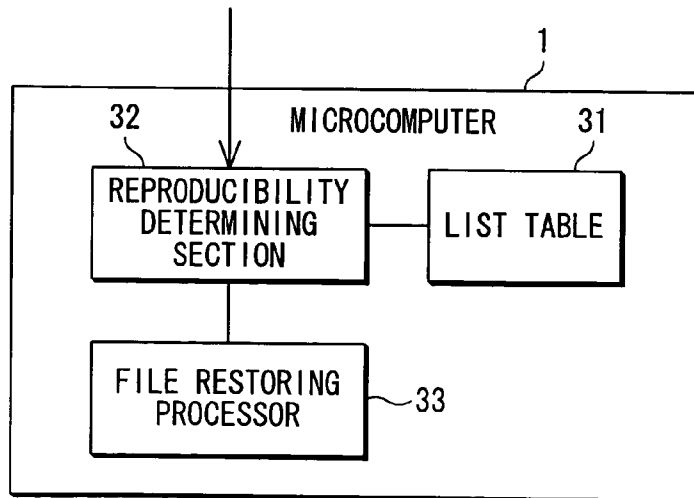 1
MICROCOMPUTER
32
31
REPRODUCIBILITY
DETERMINING
SECTION
LIST TABLE
FILE RESTORING
PROCESSOR
33